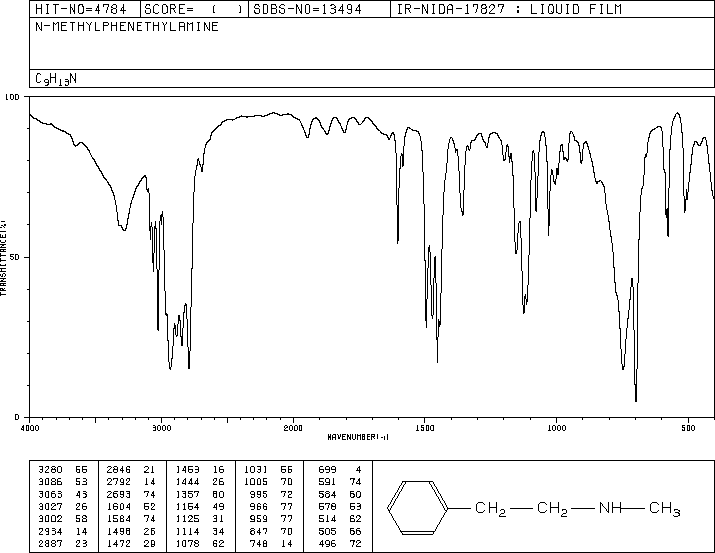 HIT-NO=4784 SCORE= ( ) SDBS-NO=13494 IR-NIDA-17827 : LIQUID FILM
N-METHYLPHENETHYLAMINE
C9H13N
100
TRANSMITTANCE(%)
50
0
4000 3000 2000 1500 1000 500
WAVENUMBER(-1)
3280 55 2846 21 1453 16 1031 55 699 4
3086 53 2792 14 1444 26 1005 70 591 74
3063 43 2693 74 1357 60 995 72 584 60
3027 26 1604 52 1154 49 966 77 578 53
3002 58 1584 74 1125 31 959 77 514 62
2934 14 1498 26 1114 34 847 70 505 66
2887 23 1472 29 1078 62 748 14 496 72
CH2 CH2 NH CH3